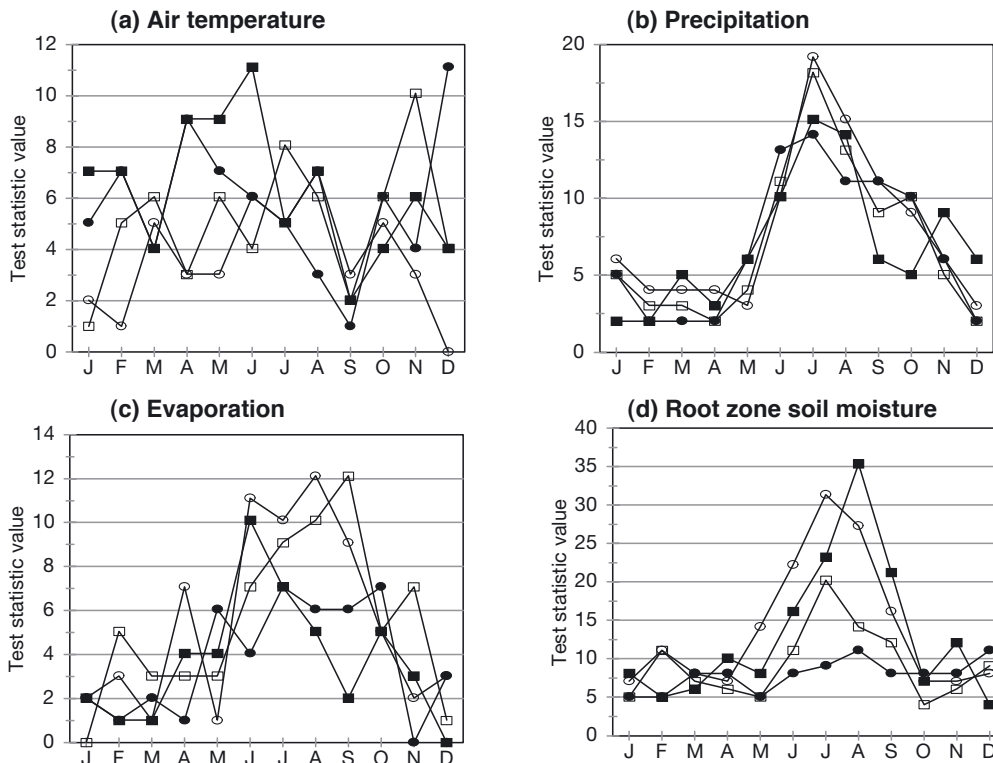 (a) Air temperature
Test statistic value
12
10
8
6
4
2
0
J F M A M J J A S O N D
(b) Precipitation
Test statistic value
20
15
10
5
0
J F M A M J J A S O N D
(c) Evaporation
Test statistic value
14
12
10
8
6
4
2
0
J F M A M J J A S O N D
(d) Root zone soil moisture
Test statistic value
40
35
30
25
20
15
10
5
0
J F M A M J J A S O N D